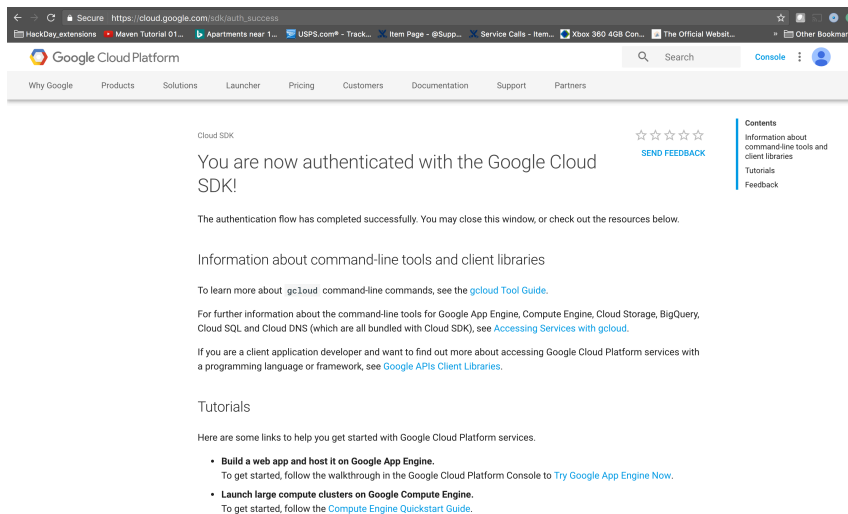 Secure https://cloud.google.com/sdk/auth_success
HackDay_extensions Maven Tutorial 01... Apartments near 1... USPS.com® - Track... Item Page - @Supp... Service Calls - Item... Xbox 360 4GB Con... The Official Websit... » Other Bookmar
Google Cloud Platform Search Console
Why Google Products Solutions Launcher Pricing Customers Documentation Support Partners
Cloud SDK
You are now authenticated with the Google Cloud
SDK!
SEND FEEDBACK
The authentication flow has completed successfully. You may close this window, or check out the resources below.
Information about command-line tools and client libraries
To learn more about gcloud command-line commands, see the gcloud Tool Guide.
For further information about the command-line tools for Google App Engine, Compute Engine, Cloud Storage, BigQuery,
Cloud SQL and Cloud DNS (which are all bundled with Cloud SDK), see Accessing Services with gcloud.
If you are a client application developer and want to find out more about accessing Google Cloud Platform services with
a programming language or framework, see Google APIs Client Libraries.
Tutorials
Here are some links to help you get started with Google Cloud Platform services.
• Build a web app and host it on Google App Engine.
To get started, follow the walkthrough in the Google Cloud Platform Console to Try Google App Engine Now.
• Launch large compute clusters on Google Compute Engine.
To get started, follow the Compute Engine Quickstart Guide.
Contents
Information about
command-line tools and
client libraries
Tutorials
Feedback